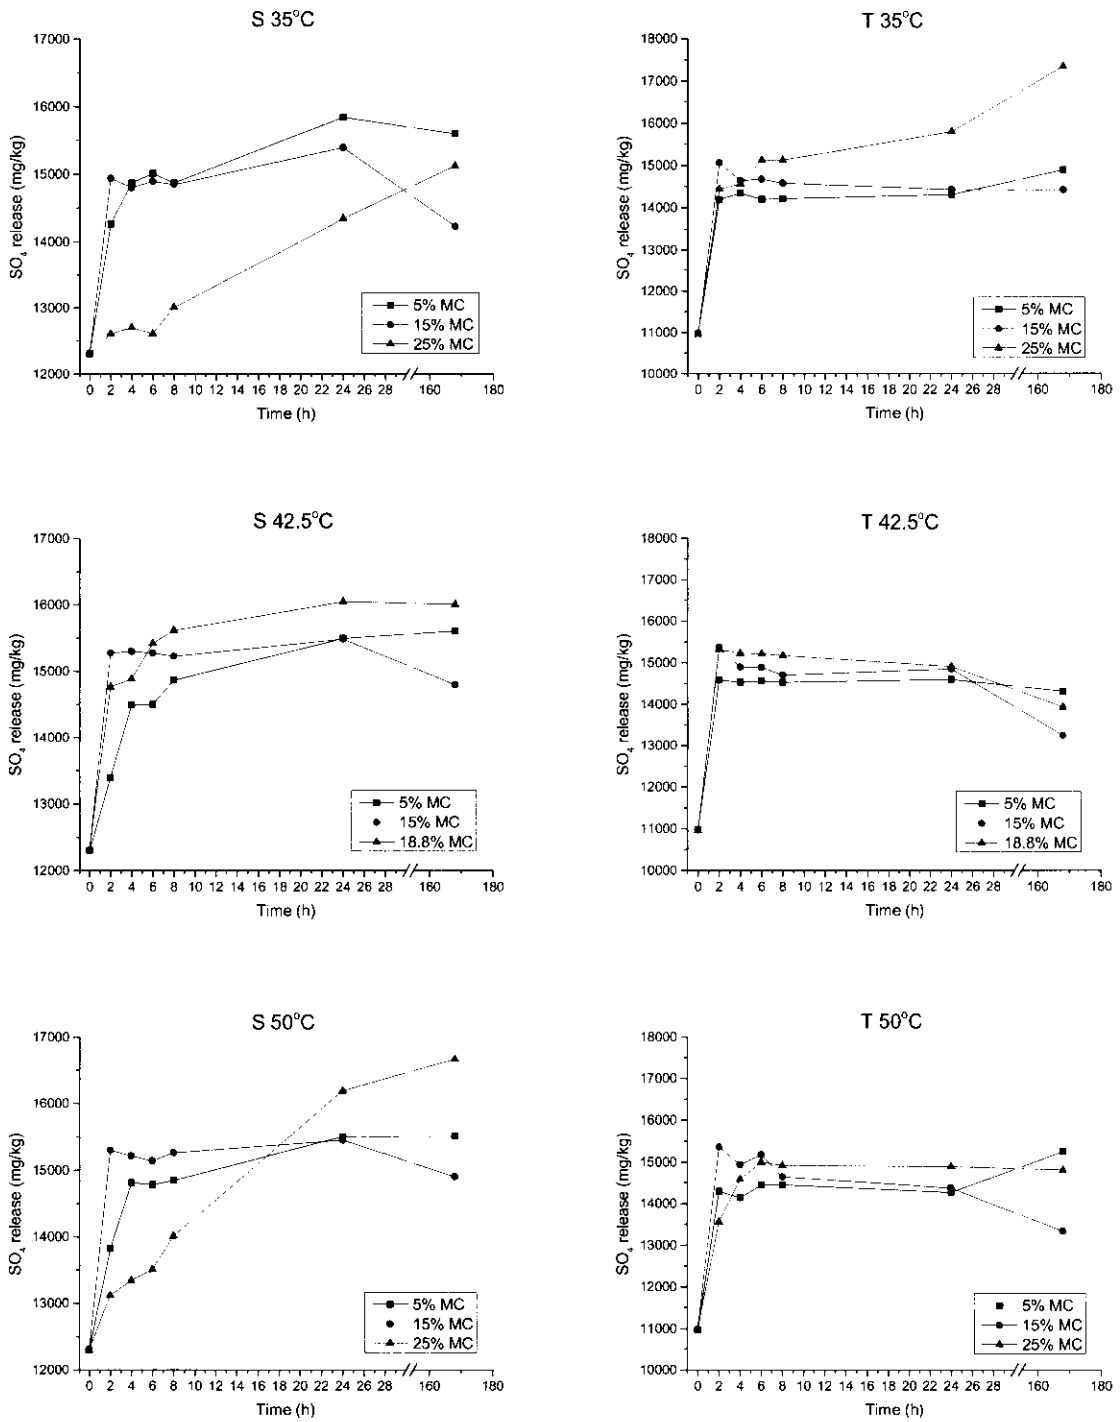 S 35°C
17000
16000
15000
14000
13000
12000
SO4 release (mg/kg)
5% MC
15% MC
25% MC
0 2 4 6 8 10 12 14 16 18 20 22 24 26 28 160 180
Time (h)
T 35°C
18000
17000
16000
15000
14000
13000
12000
11000
10000
SO4 release (mg/kg)
5% MC
15% MC
25% MC
0 2 4 6 8 10 12 14 16 18 20 22 24 26 28 160 180
Time (h)
S 42.5°C
17000
16000
15000
14000
13000
12000
SO4 release (mg/kg)
5% MC
15% MC
18.8% MC
0 2 4 6 8 10 12 14 16 18 20 22 24 26 28 160 180
Time (h)
T 42.5°C
18000
17000
16000
15000
14000
13000
12000
11000
10000
SO4 release (mg/kg)
5% MC
15% MC
18.8% MC
0 2 4 6 8 10 12 14 16 18 20 22 24 26 28 160 180
Time (h)
S 50°C
17000
16000
15000
14000
13000
12000
SO4 release (mg/kg)
5% MC
15% MC
25% MC
0 2 4 6 8 10 12 14 16 18 20 22 24 26 28 160 180
Time (h)
T 50°C
18000
17000
16000
15000
14000
13000
12000
11000
10000
SO4 release (mg/kg)
5% MC
15% MC
25% MC
0 2 4 6 8 10 12 14 16 18 20 22 24 26 28 160 180
Time (h)